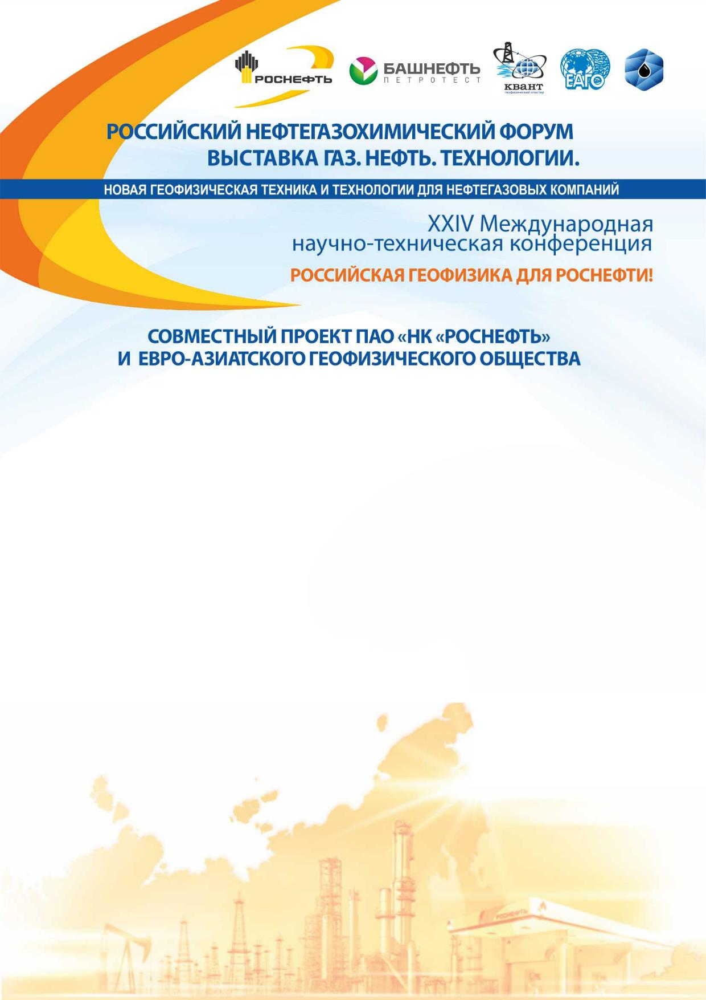 РОСНЕФТЬ
БАШНЕФТЬ
ПЕТРОТЕСТ
КВАНТ
геофизический кластер
ЕАГО
РОССИЙСКИЙ НЕФТЕГАЗОХИМИЧЕСКИЙ ФОРУМ
ВЫСТАВКА ГАЗ. НЕФТЬ. ТЕХНОЛОГИИ.
НОВАЯ ГЕОФИЗИЧЕСКАЯ ТЕХНИКА И ТЕХНОЛОГИИ ДЛЯ НЕФТЕГАЗОВЫХ КОМПАНИЙ
XXIV Международная
научно-техническая конференция
РОССИЙСКАЯ ГЕОФИЗИКА ДЛЯ РОСНЕФТИ!
СОВМЕСТНЫЙ ПРОЕКТ ПАО «НК «РОСНЕФТЬ»
И ЕВРО-АЗИАТСКОГО ГЕОФИЗИЧЕСКОГО ОБЩЕСТВА
РОСНЕФТЬ